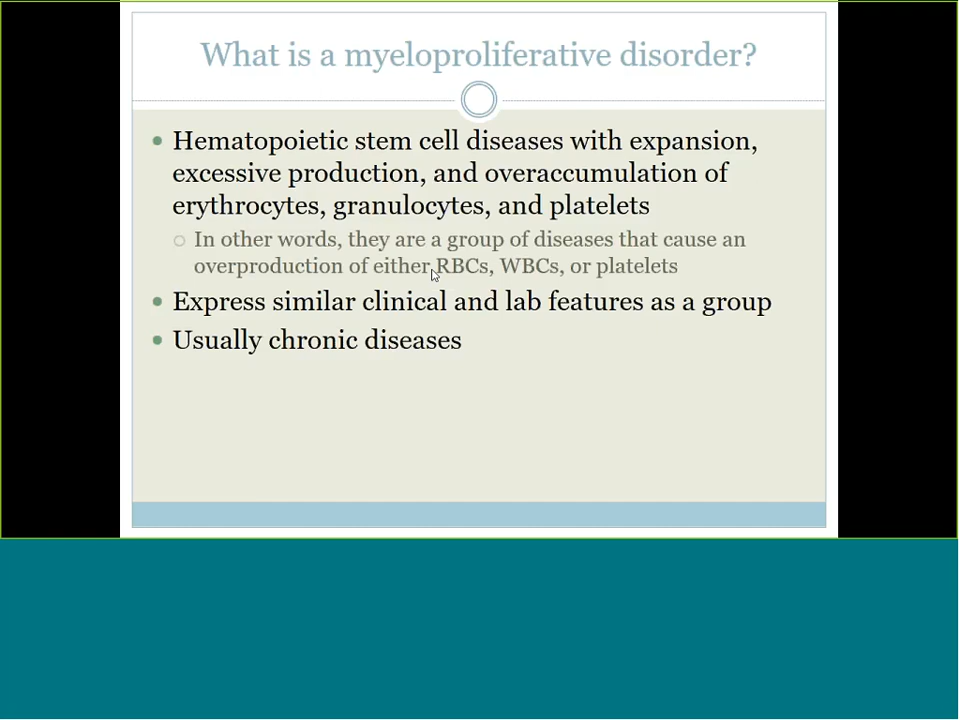 What is a myeloproliferative disorder?
Hematopoietic stem cell diseases with expansion,
excessive production, and overaccumulation of
erythrocytes, granulocytes, and platelets
In other words, they are a group of diseases that cause an
overproduction of either RBCs, WBCs, or platelets
Express similar clinical and lab features as a group
Usually chronic diseases